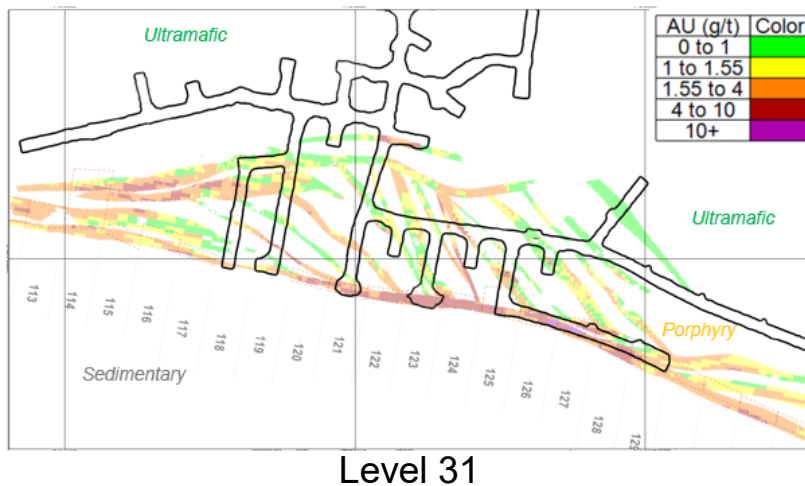 Ultramafic
AU (g/t) Color
0 to 1
1 to 1.55
1.55 to 4
4 to 10
10+
Ultramafic
113 114 115 116 117 118 119 120 121 122 123 124 125 126 127 128 129
Porphyry
Sedimentary
Level 31